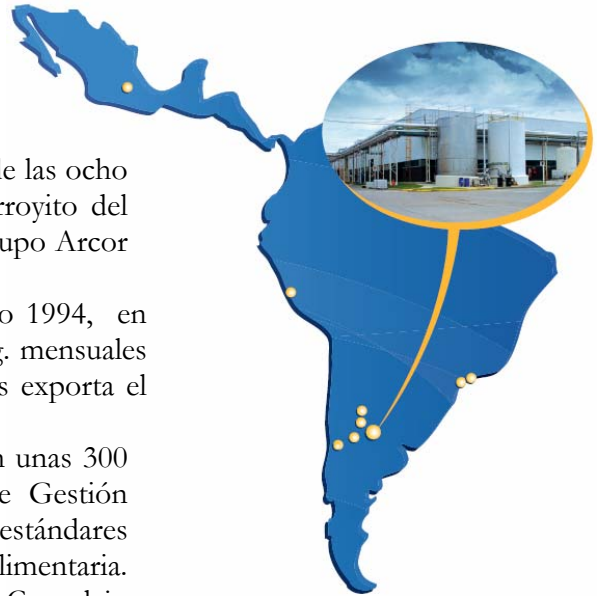 le las ocho
rroyito del
upo Arcor
o 1994, en
g. mensuales
s exporta el
n unas 300
e Gestión
estándares
limentaria.